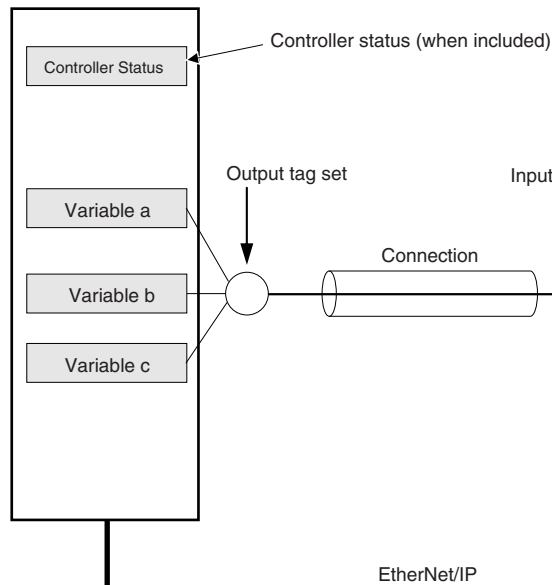 Controller status (when included)
Controller Status
Output tag set
Input
Variable a
Connection
Variable b
Variable c
EtherNet/IP